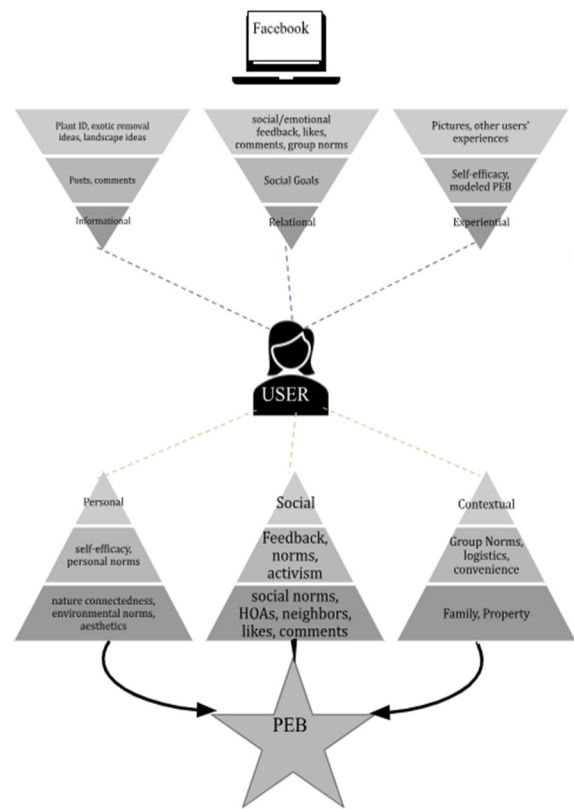 Facebook
Plant ID, exotic removal
ideas, landscape ideas
Posts, comments
Informational
social/emotional
feedback, likes,
comments, group norms
Social Goals
Relational
Pictures, other users'
experiences
Self-efficacy,
modeled PEB
Experiential
USER
Personal
self-efficacy,
personal norms
nature connectedness,
environmental norms,
aesthetics
Social
Feedback,
norms,
activism
social norms,
HOAs, neighbors,
likes, comments
Contextual
Group Norms,
logistics,
convenience
Family, Property
PEB